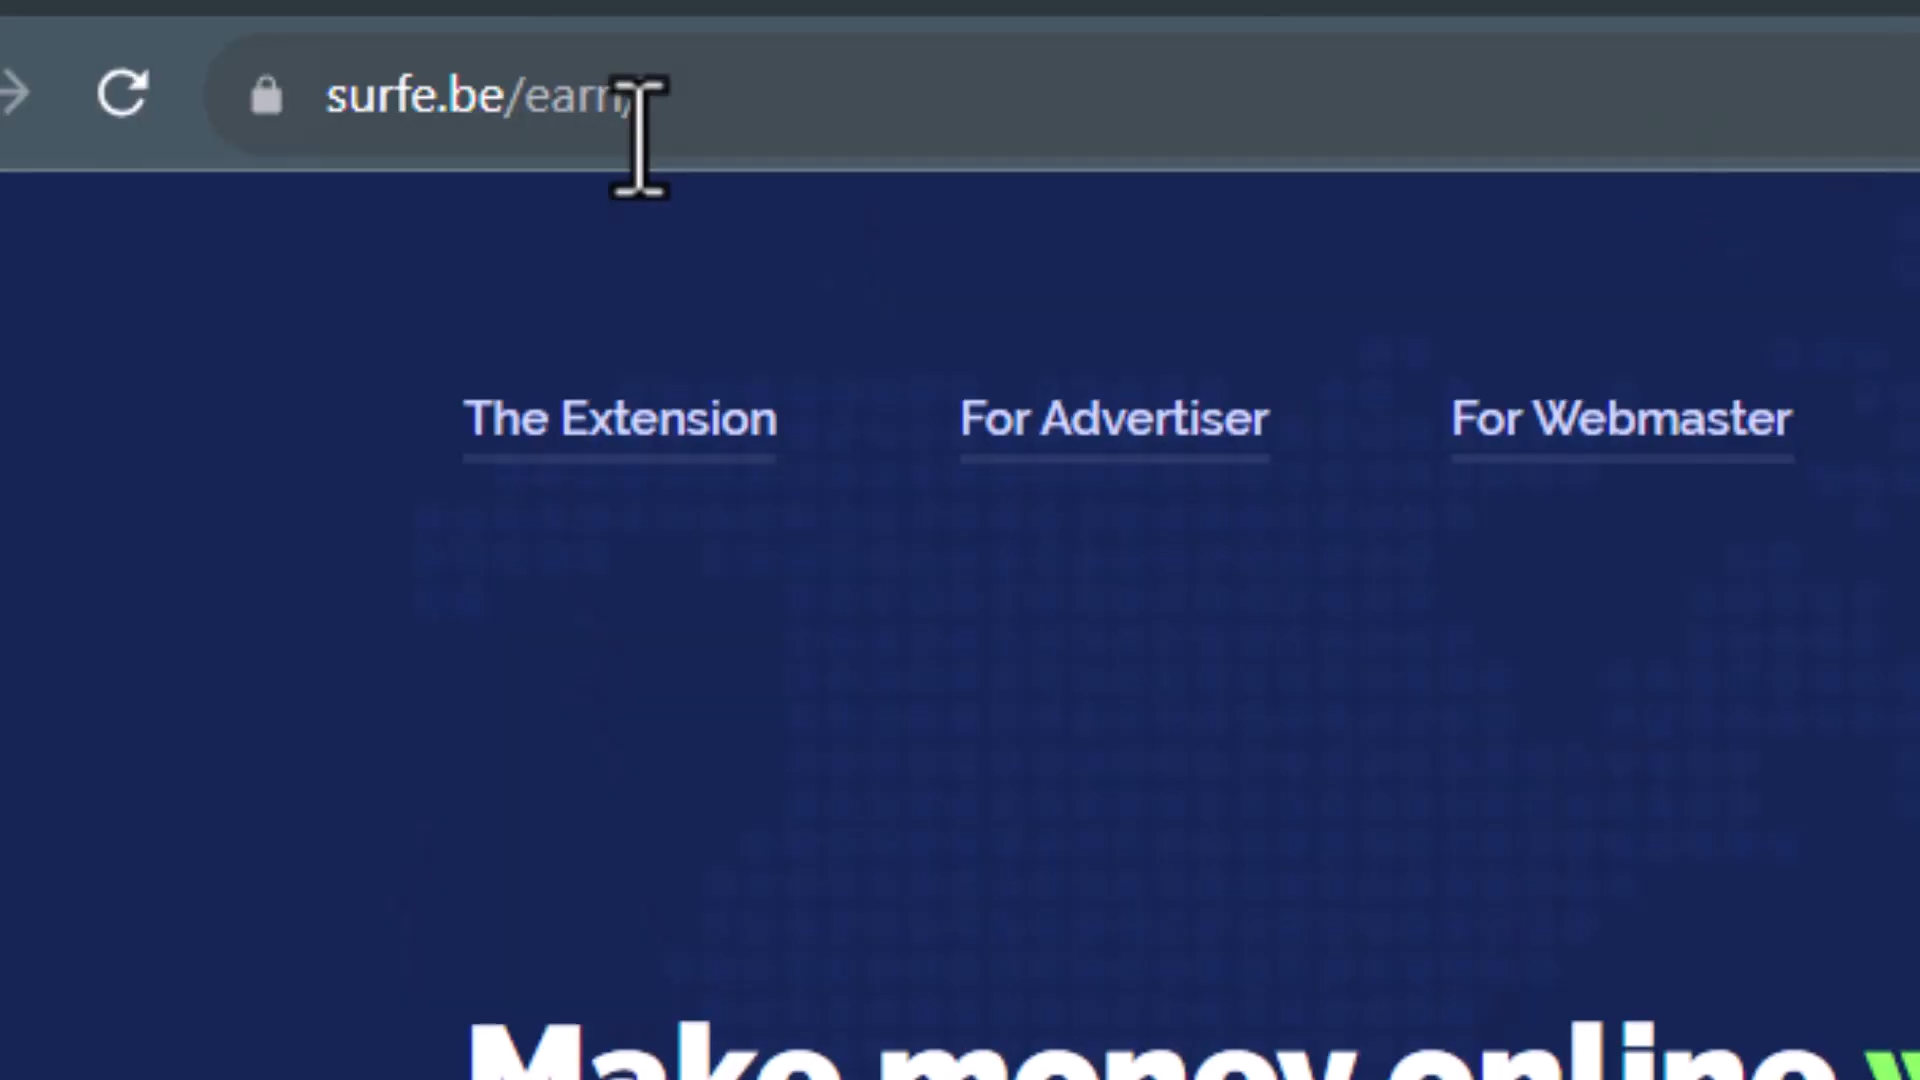 surfe.be/earn/
The Extension
For Advertiser
For Webmaster
Make money online